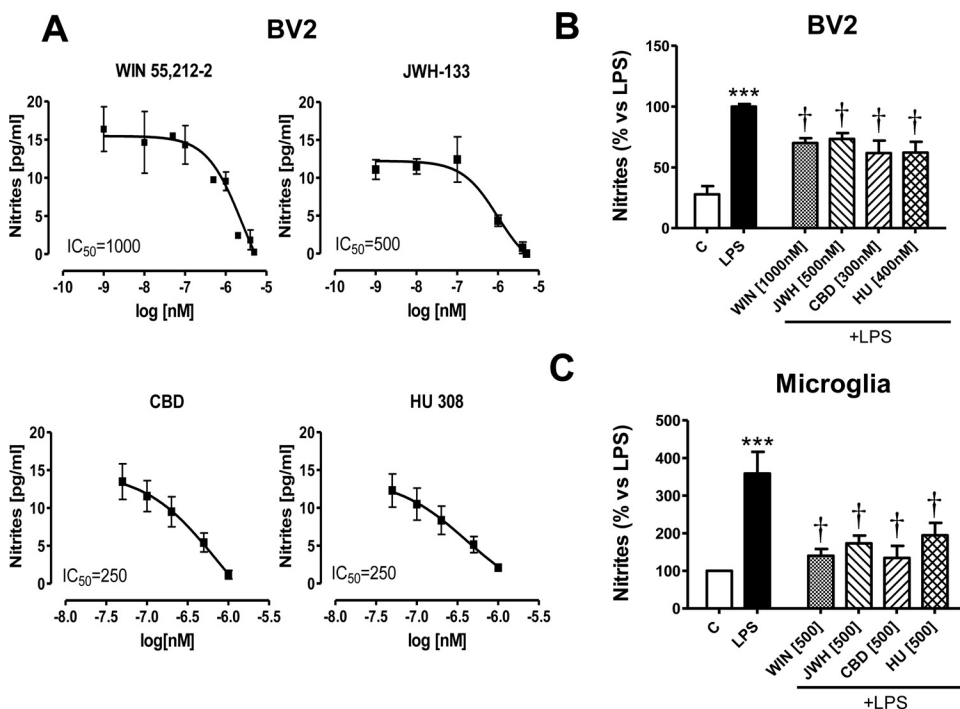 A
BV2
WIN 55,212-2
Nitrites [pg/ml]
20
15
10
5
0
IC50=1000
-10 -9 -8 -7 -6 -5
log [nM]
JWH-133
Nitrites [pg/ml]
20
15
10
5
0
IC50=500
-10 -9 -8 -7 -6 -5
log [nM]
CBD
Nitrites [pg/ml]
20
15
10
5
0
IC50=250
-8.0 -7.5 -7.0 -6.5 -6.0 -5.5
log[nM]
HU 308
Nitrites [pg/ml]
20
15
10
5
0
IC50=250
-8.0 -7.5 -7.0 -6.5 -6.0 -5.5
log[nM]
B
BV2
Nitrites (% vs LPS)
150
100
50
0
***
† † † †
C
LPS
WIN [1000nM]
JWH [500nM]
CBD [300nM]
HU [400nM]
+LPS
C
Microglia
Nitrites (% vs LPS)
500
400
300
200
100
0
***
† † † †
C
LPS
WIN [500]
JWH [500]
CBD [500]
HU [500]
+LPS